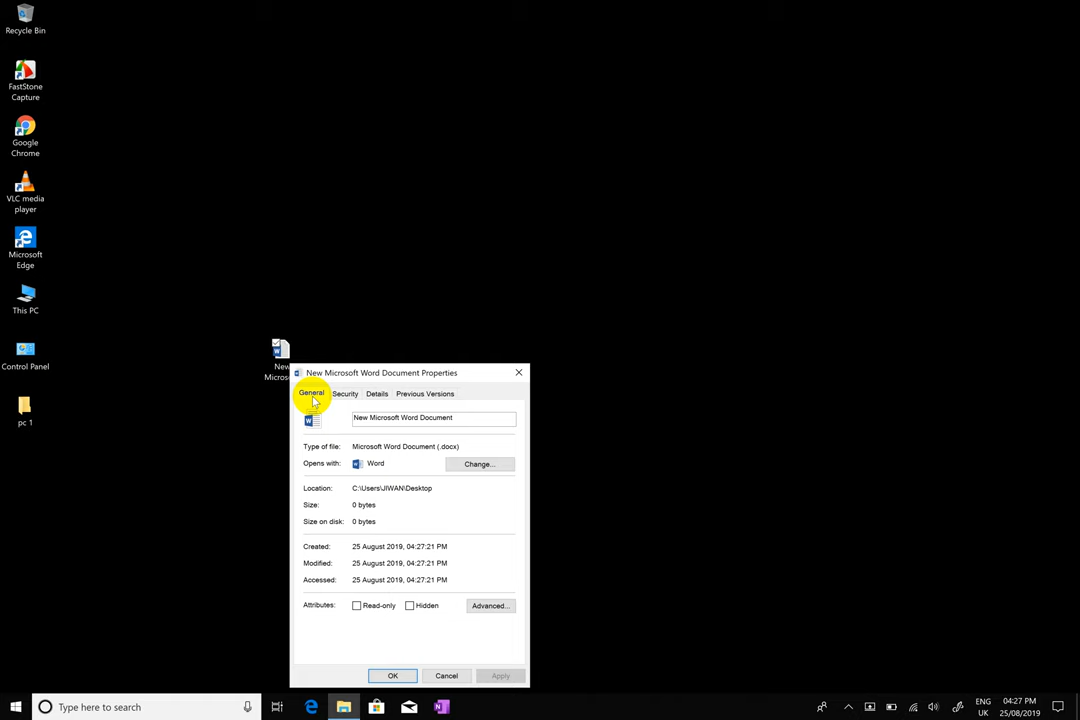 Recycle Bin
FastStone
Capture
Google
Chrome
VLC media
player
Microsoft
Edge
This PC
Control Panel
pc 1
New
Micros
New Microsoft Word Document Properties
General Security Details Previous Versions
New Microsoft Word Document
Type of file: Microsoft Word Document (.docx)
Opens with: Word Change...
Location: C:\Users\JIWAN\Desktop
Size: 0 bytes
Size on disk: 0 bytes
Created: 25 August 2019, 04:27:21 PM
Modified: 25 August 2019, 04:27:21 PM
Accessed: 25 August 2019, 04:27:21 PM
Attributes: Read-only Hidden Advanced...
OK Cancel Apply
Type here to search
ENG 04:27 PM
UK 25/08/2019